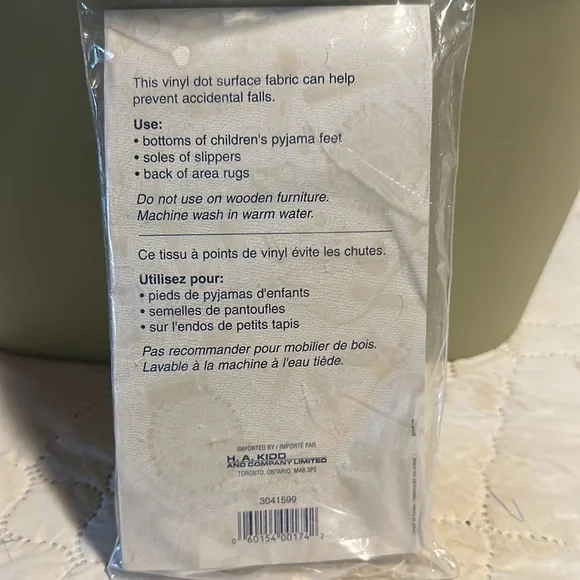 This vinyl dot surface fabric can help
prevent accidental falls.
Use:
• bottoms of children's pyjama feet
• soles of slippers
• back of area rugs
Do not use on wooden furniture.
Machine wash in warm water.
Ce tissu à points de vinyl évite les chutes.
Utilisez pour:
• pieds de pyjamas d'enfants
• semelles de pantoufles
• sur l'endos de petits tapis
Pas recommander pour mobilier de bois.
Lavable à la machine à l'eau tiède.
IMPORTED BY / IMPORTÉ PAR
H. A. KIDD
AND COMPANY LIMITED
TORONTO, ONTARIO M4B 3P2
3041599
0 60154 00174 2